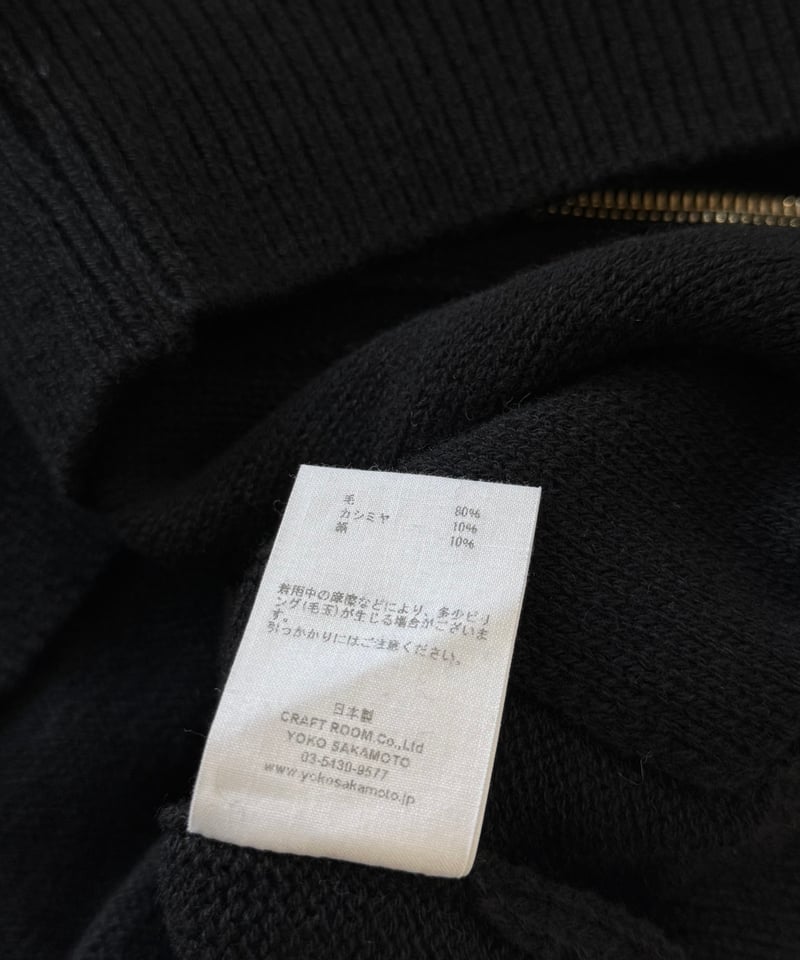 毛 80%
カシミヤ 10%
絹 10%
着用中の摩擦などにより、多少ピリ
ング(毛玉)が生じる場合がございま
す。
引っかかりにはご注意ください。
日本製
CRAFT ROOM.Co.,Ltd
YOKO SAKAMOTO
03-5430-9577
www.yokosakamoto.jp